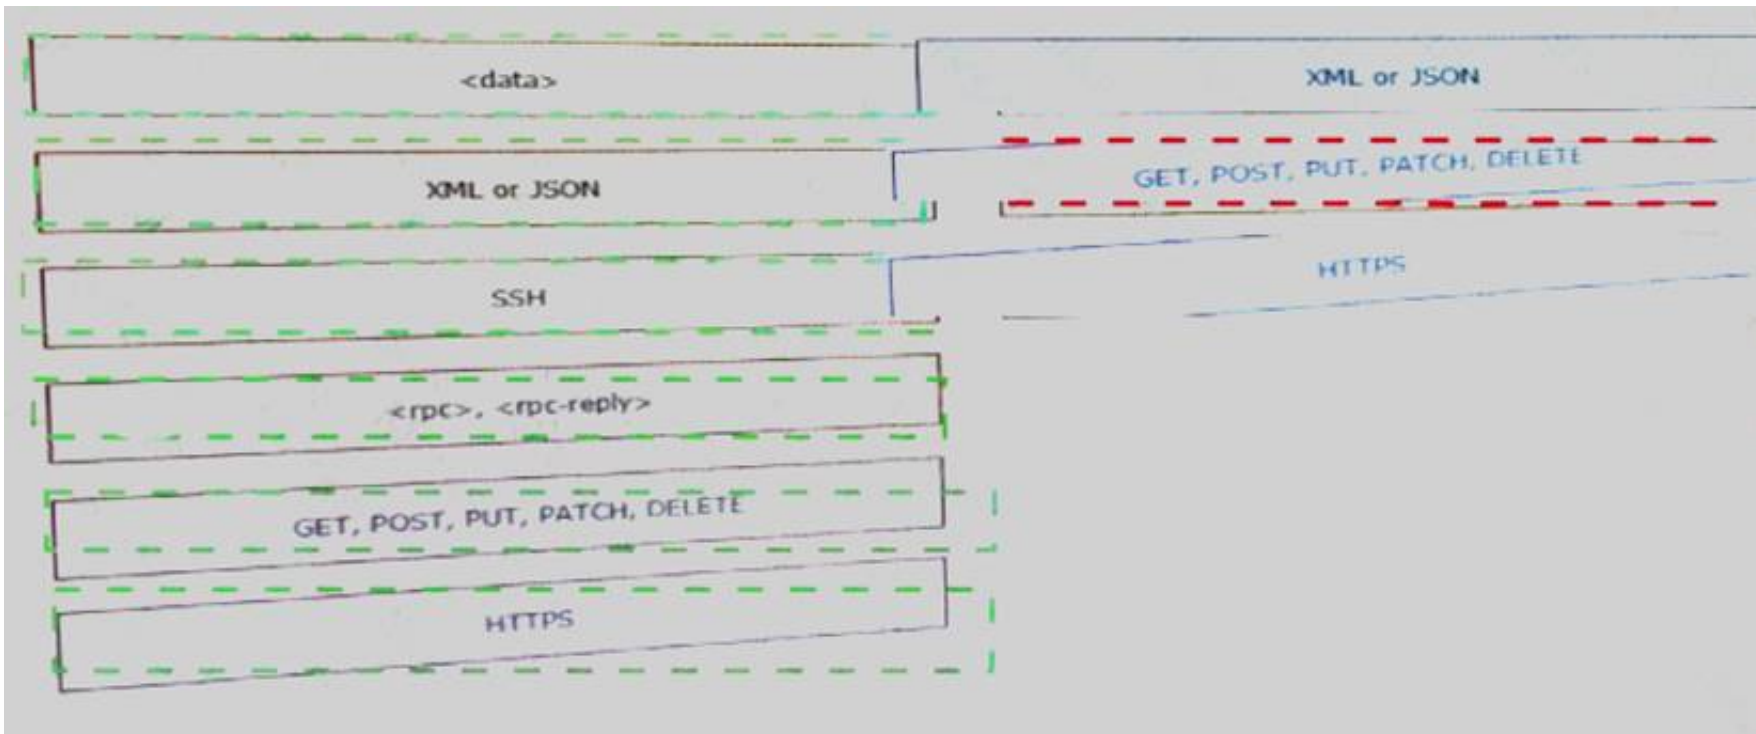 <data>
XML or JSON
SSH
<rpc>, <rpc-reply>
GET, POST, PUT, PATCH, DELETE
HTTPS
XML or JSON
GET, POST, PUT, PATCH, DELETE
HTTPS